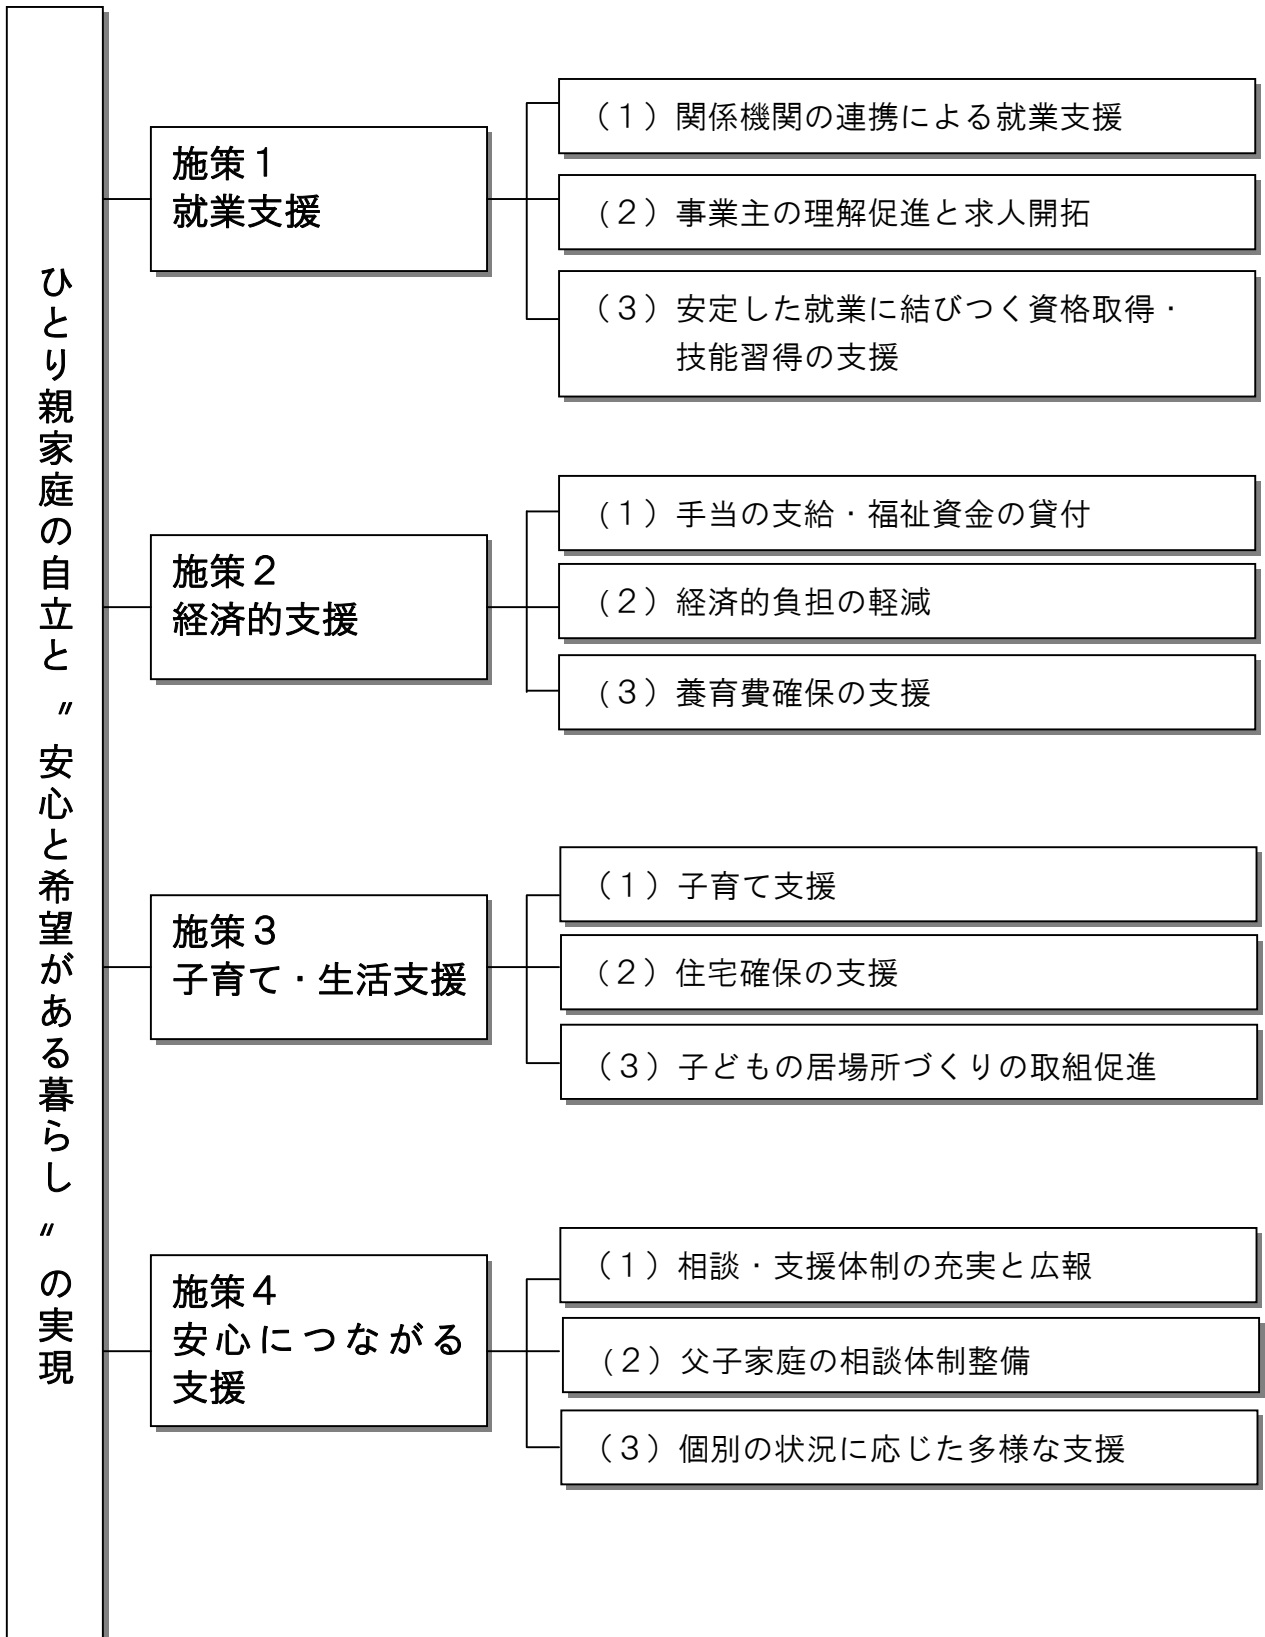 ひとり親家庭の自立と〝安心と希望がある暮らし〟の実現
施策１
就業支援
（１）関係機関の連携による就業支援
（２）事業主の理解促進と求人開拓
（３）安定した就業に結びつく資格取得・
技能習得の支援
施策２
経済的支援
（１）手当の支給・福祉資金の貸付
（２）経済的負担の軽減
（３）養育費確保の支援
施策３
子育て・生活支援
（１）子育て支援
（２）住宅確保の支援
（３）子どもの居場所づくりの取組促進
施策４
安心につながる
支援
（１）相談・支援体制の充実と広報
（２）父子家庭の相談体制整備
（３）個別の状況に応じた多様な支援